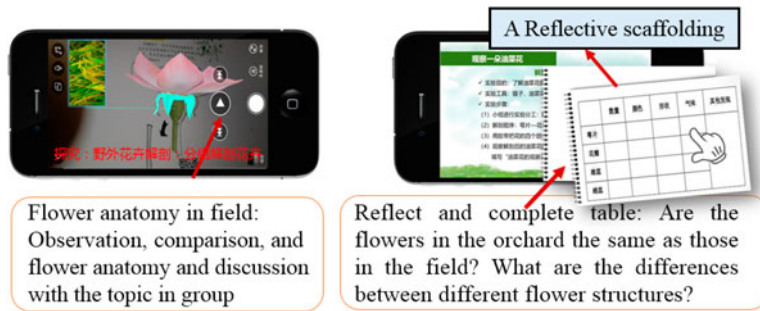 A Reflective scaffolding
探究：野外花卉解剖：分组解剖花卉
观察一朵油菜花
✓ 实验步骤：
数量 颜色 形状 气味 其他发现
萼片
花瓣
雄蕊
雌蕊
Flower anatomy in field:
Observation, comparison, and
flower anatomy and discussion
with the topic in group
Reflect and complete table: Are the
flowers in the orchard the same as those
in the field? What are the differences
between different flower structures?